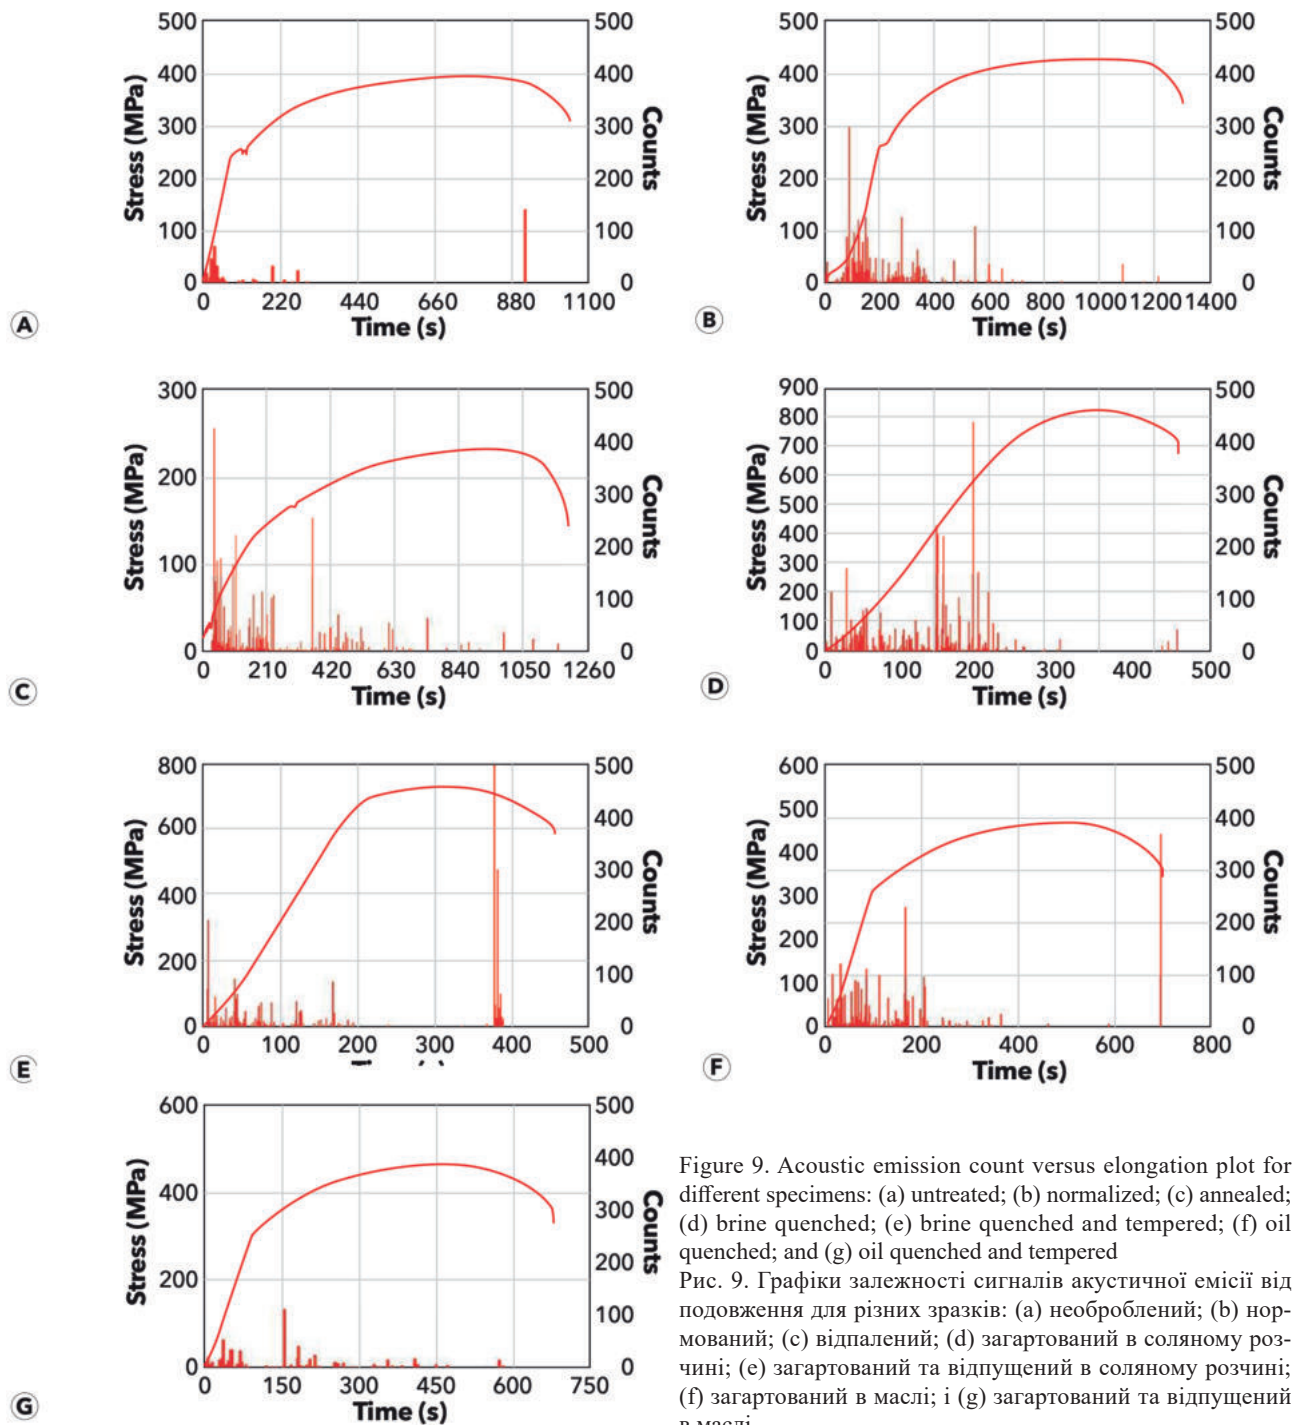 500
400
300
200
100
0
Stress (MPa)
500
400
300
200
100
0
Counts
0 220 440 660 880 1100
Time (s)
A
500
400
300
200
100
0
Stress (MPa)
500
400
300
200
100
0
Counts
0 200 400 600 800 1000 1200 1400
Time (s)
B
300
200
100
0
Stress (MPa)
500
400
300
200
100
0
Counts
0 210 420 630 840 1050 1260
Time (s)
C
900
800
700
600
500
400
300
200
100
0
Stress (MPa)
500
400
300
200
100
0
Counts
0 100 200 300 400 500
Time (s)
D
800
600
400
200
0
Stress (MPa)
500
400
300
200
100
0
Counts
0 100 200 300 400 500
E
600
500
400
300
200
100
0
Stress (MPa)
500
400
300
200
100
0
Counts
0 200 400 600 800
Time (s)
F
600
400
200
0
Stress (MPa)
500
400
300
200
100
0
Counts
0 150 300 450 600 750
Time (s)
G
Figure 9. Acoustic emission count versus elongation plot for
different specimens: (a) untreated; (b) normalized; (c) annealed;
(d) brine quenched; (e) brine quenched and tempered; (f) oil
quenched; and (g) oil quenched and tempered
Рис. 9. Графіки залежності сигналів акустичної емісії від
подовження для різних зразків: (a) необроблений; (b) нор-
мований; (c) відпалений; (d) загартований в соляному роз-
чині; (e) загартований та відпущений в соляному розчині;
(f) загартований в маслі; і (g) загартований та відпущений
в маслі